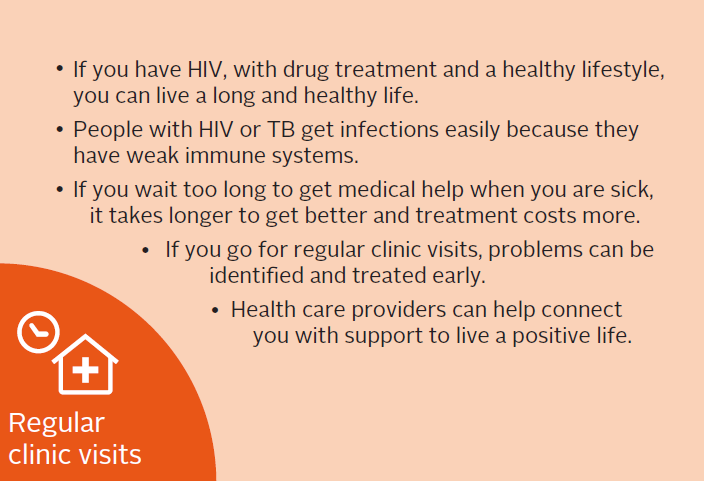 • If you have HIV, with drug treatment and a healthy lifestyle,
you can live a long and healthy life.
• People with HIV or TB get infections easily because they
have weak immune systems.
• If you wait too long to get medical help when you are sick,
it takes longer to get better and treatment costs more.
• If you go for regular clinic visits, problems can be
identified and treated early.
• Health care providers can help connect
you with support to live a positive life.
Regular
clinic visits